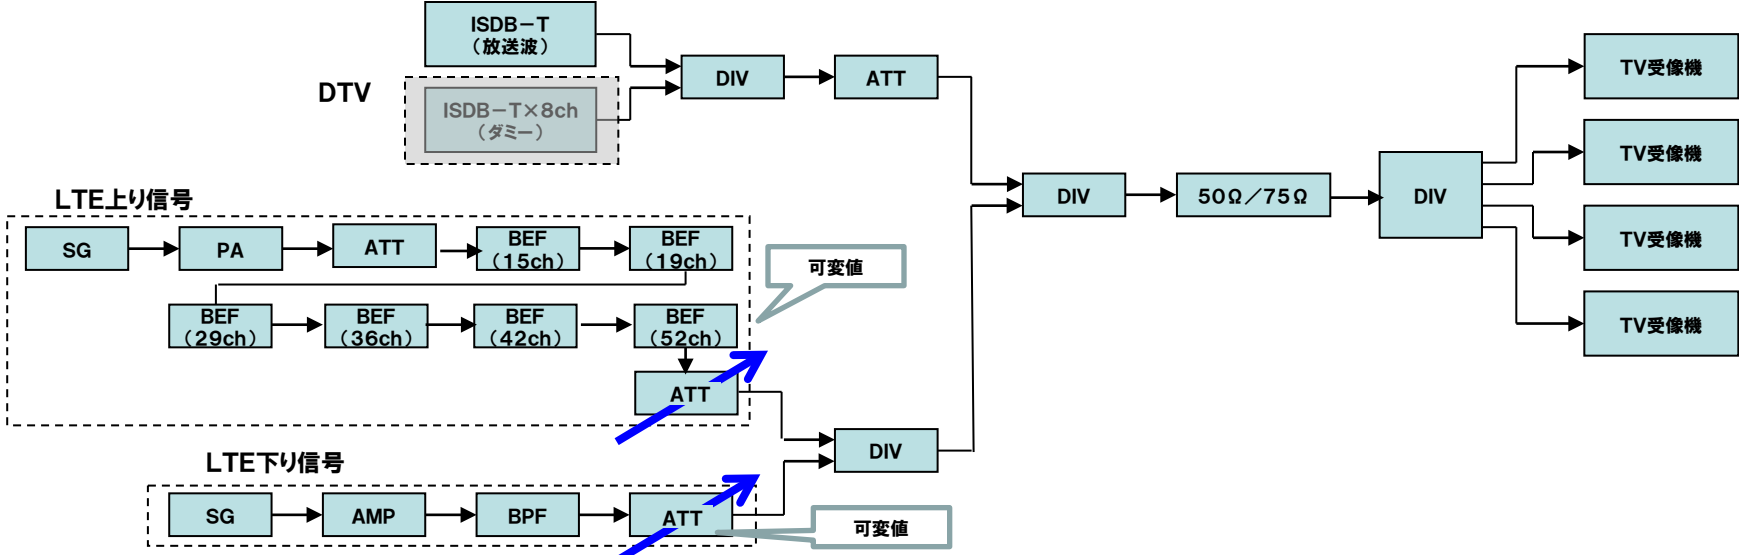 ISDB－T
（放送波）
DTV
DIV
ATT
ISDB－T×8ch
（ダミー）
TV受像機
TV受像機
TV受像機
TV受像機
DIV
50Ω／75Ω
DIV
LTE上り信号
SG
PA
ATT
BEF
（15ch）
BEF
（19ch）
可変値
BEF
（29ch）
BEF
（36ch）
BEF
（42ch）
BEF
（52ch）
ATT
DIV
LTE下り信号
SG
AMP
BPF
ATT
可変値